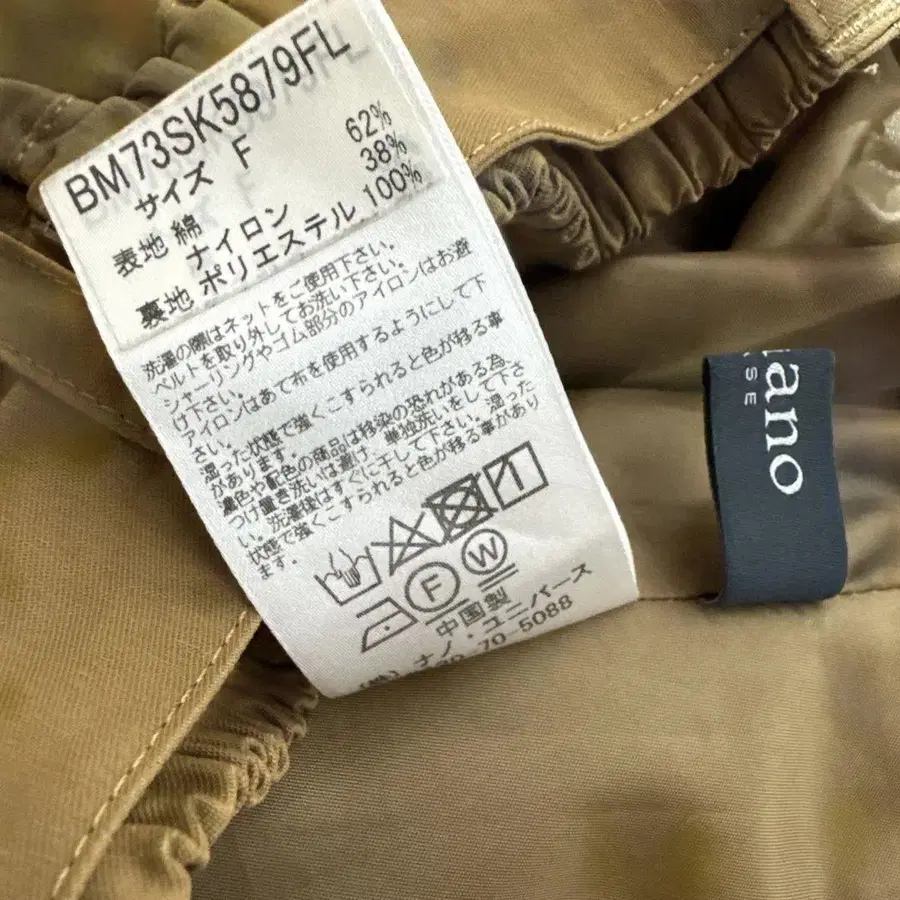 BM73SK5879FL
サイズ F
表地 綿 62%
ナイロン 38%
裏地 ポリエステル 100%
洗濯の際はネットをご使用下さい。
ベルトを取り外してお洗い下さい。
シャーリングやゴム部分のアイロンはお避
け下さい。
アイロンはあて布を使用するようにして下
さい。
湿った状態で強くこすられると色が移る事
があります。
濃色や配色の商品は移染の恐れがある為、
つけ置き洗いは避け、単独洗いをして下さ
い。洗濯後はすぐに干して下さい。湿った
状態で強くこすられると色が移る事があり
ます。
F W
中国製
(株) ナノ・ユニバース
70-5088
ano
SE